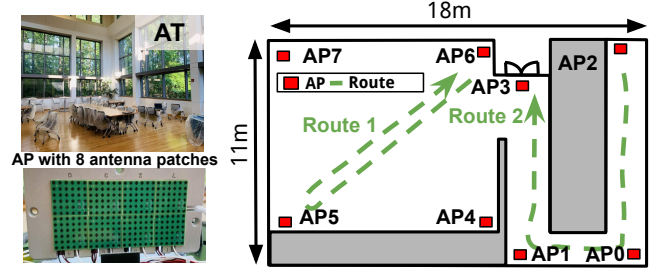 AT
AP with 8 antenna patches
18m
11m
AP7
AP6
AP2
AP Route
AP3
Route 1
Route 2
AP5
AP4
AP1
AP0